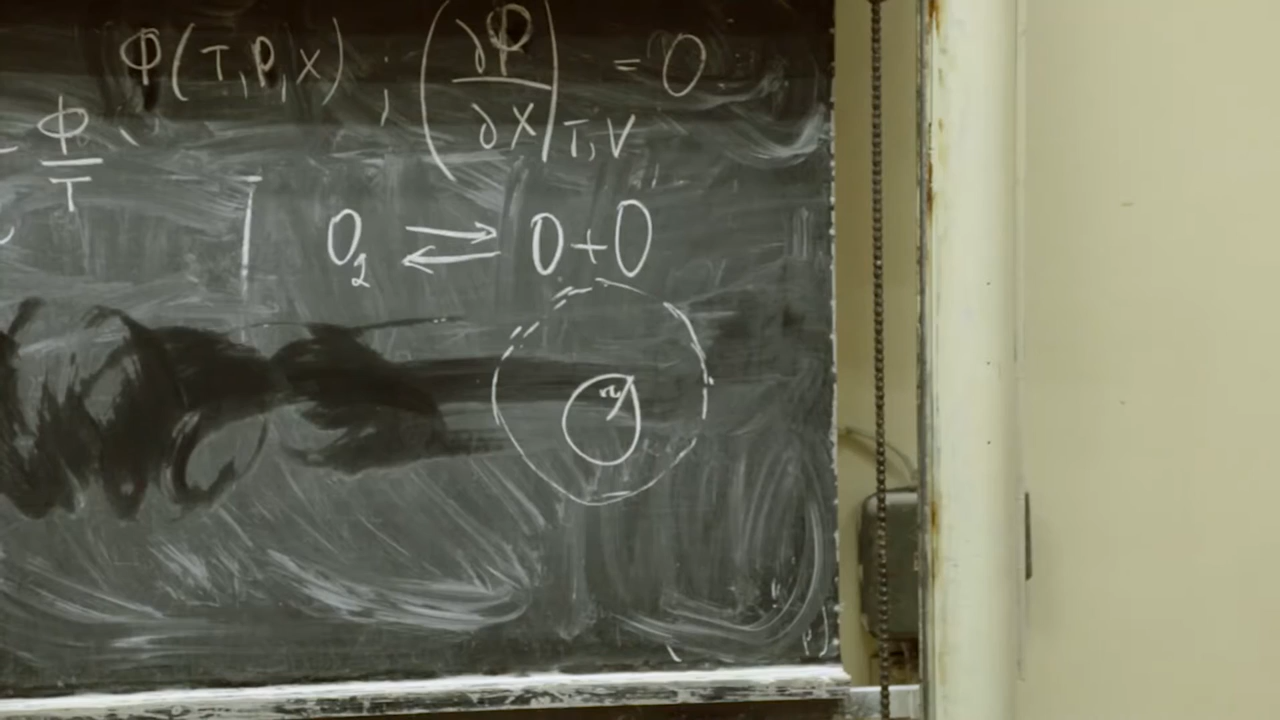 Φ(T,P,X) ; (∂Φ/∂X)T,V = 0
- Φ/T
O₂ ⇌ O+O
r